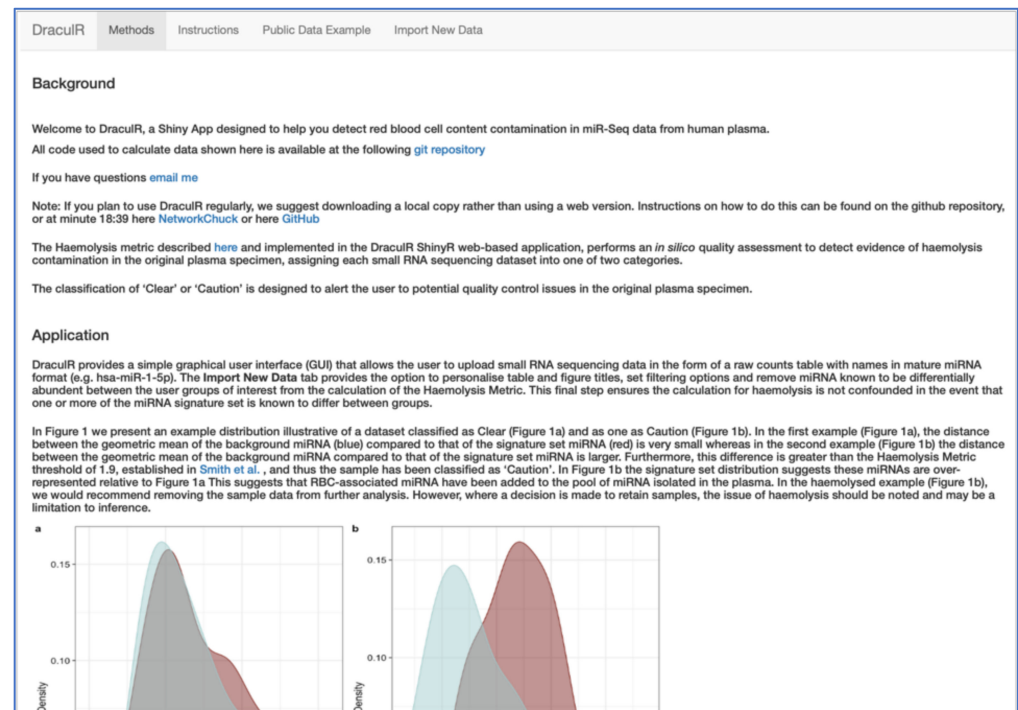 DraculR Methods Instructions Public Data Example Import New Data
Background
Welcome to DraculR, a Shiny App designed to help you detect red blood cell content contamination in miR-Seq data from human plasma.
All code used to calculate data shown here is available at the following git repository
If you have questions email me
Note: If you plan to use DraculR regularly, we suggest downloading a local copy rather than using a web version. Instructions on how to do this can be found on the github repository,
or at minute 18:39 here NetworkChuck or here GitHub
The Haemolysis metric described here and implemented in the DraculR ShinyR web-based application, performs an in silico quality assessment to detect evidence of haemolysis
contamination in the original plasma specimen, assigning each small RNA sequencing dataset into one of two categories.
The classification of ‘Clear’ or ‘Caution’ is designed to alert the user to potential quality control issues in the original plasma specimen.
Application
DraculR provides a simple graphical user interface (GUI) that allows the user to upload small RNA sequencing data in the form of a raw counts table with names in mature miRNA
format (e.g. hsa-miR-1-5p). The Import New Data tab provides the option to personalise table and figure titles, set filtering options and remove miRNA known to be differentially
abundent between the user groups of interest from the calculation of the Haemolysis Metric. This final step ensures the calculation for haemolysis is not confounded in the event that
one or more of the miRNA signature set is known to differ between groups.
In Figure 1 we present an example distribution illustrative of a dataset classified as Clear (Figure 1a) and as one as Caution (Figure 1b). In the first example (Figure 1a), the distance
between the geometric mean of the background miRNA (blue) compared to that of the signature set miRNA (red) is very small whereas in the second example (Figure 1b) the distance
between the geometric mean of the background miRNA compared to that of the signature set miRNA is larger. Furthermore, this difference is greater than the Haemolysis Metric
threshold of 1.9, established in Smith et al. , and thus the sample has been classified as ‘Caution’. In Figure 1b the signature set distribution suggests these miRNAs are over-
represented relative to Figure 1a This suggests that RBC-associated miRNA have been added to the pool of miRNA isolated in the plasma. In the haemolysed example (Figure 1b),
we would recommend removing the sample data from further analysis. However, where a decision is made to retain samples, the issue of haemolysis should be noted and may be a
limitation to inference.
a b
0.15 0.15
0.10 0.10
Density Density